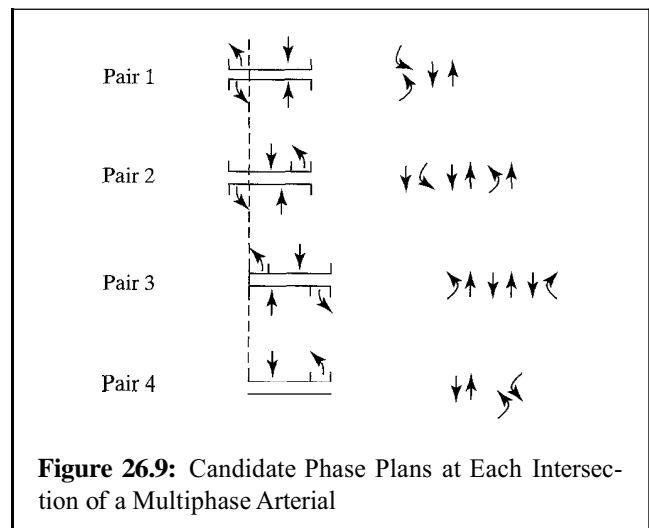 Pair 1
Pair 2
Pair 3
Pair 4
Figure 26.9: Candidate Phase Plans at Each Intersec-
tion of a Multiphase Arterial